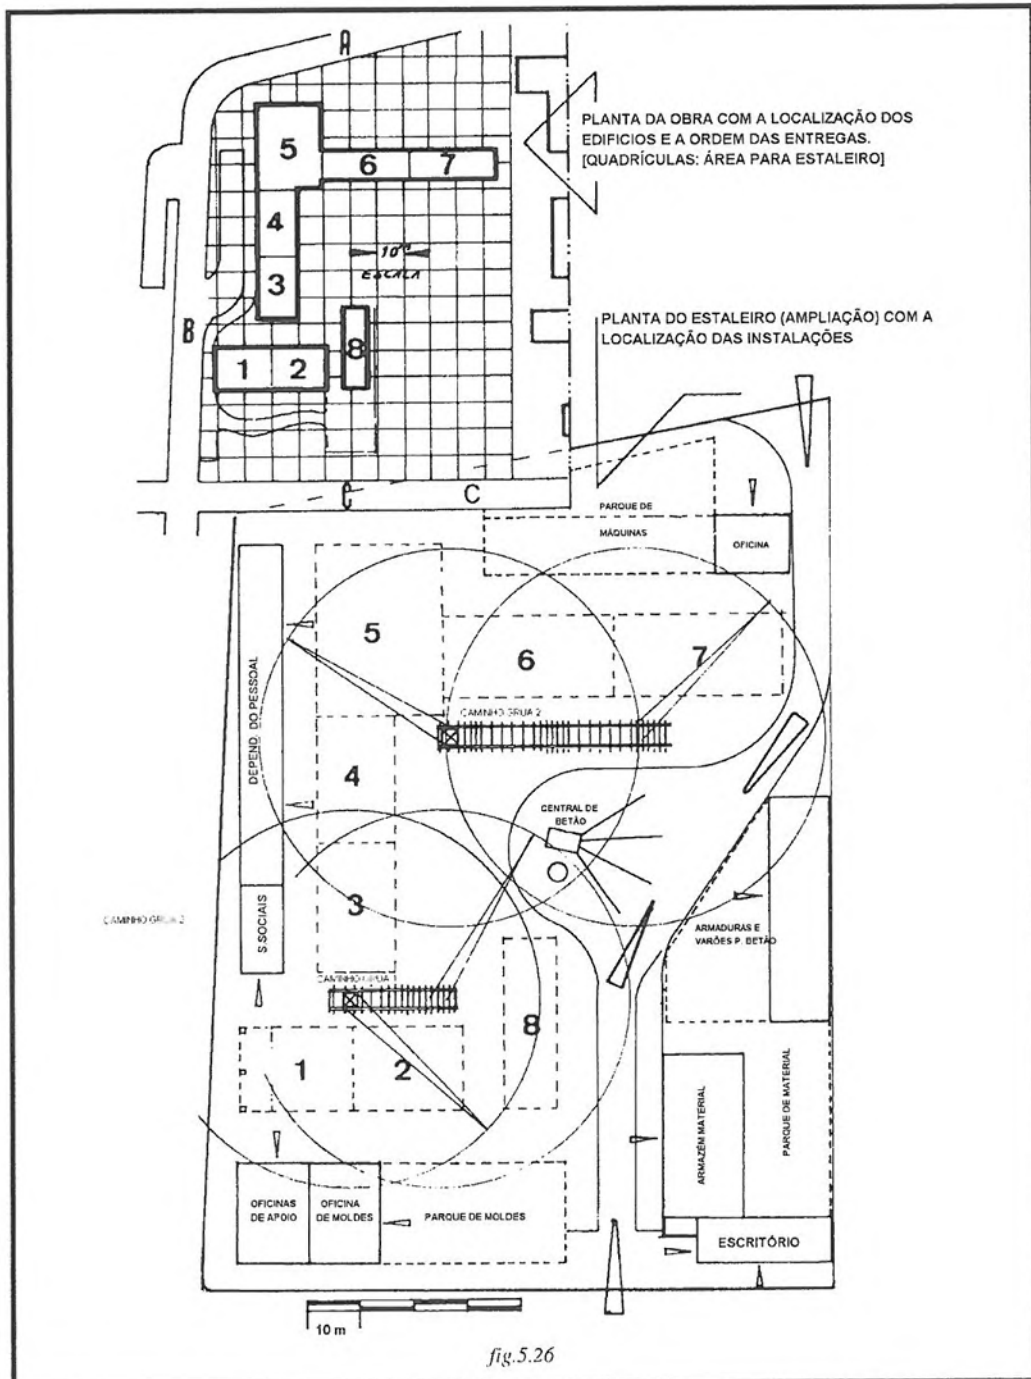 A
PLANTA DA OBRA COM A LOCALIZAÇÃO DOS
EDIFICIOS E A ORDEM DAS ENTREGAS.
[QUADRÍCULAS: ÁREA PARA ESTALEIRO]
5
6
7
4
10 m
ESCALA
3
B
8
1
2
PLANTA DO ESTALEIRO (AMPLIAÇÃO) COM A
LOCALIZAÇÃO DAS INSTALAÇÕES
C
C
PARQUE DE
MÁQUINAS
OFICINA
5
6
7
DEPEND. DO PESSOAL
CAMINHO GRUA 2
4
CENTRAL DE
BETÃO
3
S.SOCIAIS
CAMINHO GRUA 2
ARMADURAS E
VARÕES P. BETÃO
CAMINHO GRUA
8
1
2
ARMAZÉM MATERIAL
PARQUE DE MATERIAL
OFICINAS
DE APOIO
OFICINA
DE MOLDES
PARQUE DE MOLDES
ESCRITÓRIO
10 m
fig.5.26